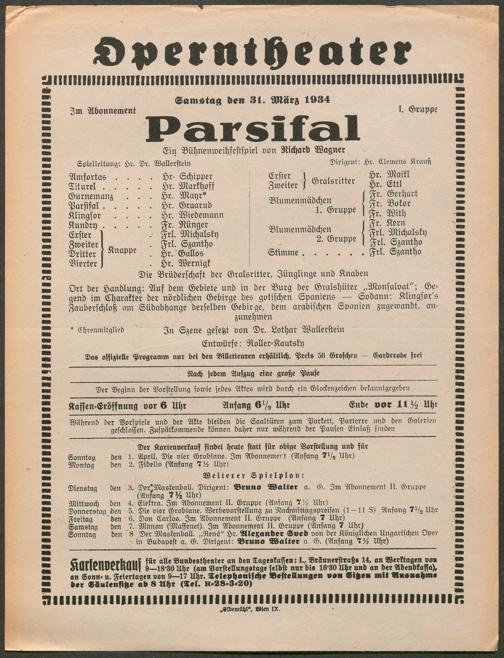 Operntheater
Samstag den 31. März 1934
Im Abonnement
I. Gruppe
Parsifal
Ein Bühnenweihfestspiel von Richard Wagner
Spielleitung: Hr. Dr. Wallerstein
Dirigent: Hr. Clemens Krauß
Amfortas . . . . Hr. Schipper
Titurel . . . . Hr. Markhoff
Gurnemanz . . . Hr. Mayr*
Parsifal . . . . Hr. Graarud
Klingsor . . . . Hr. Wiedemann
Kundry . . . . Fr. Rünger
Erster } Frl. Michalsky
Zweiter } Knappe . Frl. Szantho
Dritter } Hr. Gallos
Vierter } Hr. Wernigk
Erster } Gralsritter { Hr. Maikl
Zweiter } { Hr. Ettl
Blumenmädchen 1. Gruppe { Fr. Gerhart
Fr. Bokor
Fr. With
Blumenmädchen 2. Gruppe { Fr. Kern
Frl. Michalsky
Frl. Szantho
Stimme . . . . . Frl. Szantho
Die Brüderschaft der Gralsritter, Jünglinge und Knaben
Ort der Handlung: Auf dem Gebiete und in der Burg der Gralshüter „Monsalvat“; Ge-
gend im Charakter der nördlichen Gebirge des gotischen Spaniens — Sodann: Klingsor's
Zauberschloß am Südabhange derselben Gebirge, dem arabischen Spanien zugewandt, an-
zunehmen
* Ehrenmitglied
In Szene gesetzt von Dr. Lothar Wallerstein
Entwürfe: Roller-Kautsky
Das offizielle Programm nur bei den Billetteuren erhältlich, Preis 50 Groschen — Garderobe frei
Nach jedem Aufzug eine große Pause
Der Beginn der Vorstellung sowie jedes Aktes wird durch ein Glockenzeichen bekanntgegeben
Kassen-Eröffnung vor 6 Uhr Anfang 6½ Uhr Ende vor 11½ Uhr
Während der Vorspiele und der Akte bleiben die Saaltüren zum Parkett, Parterre und den Galerien
geschlossen. Zuspätkommende können daher nur während der Pausen Einlaß finden
Der Kartenverkauf findet heute statt für obige Vorstellung und für
Sonntag den 1. April. Die vier Grobiane. Im Abonnement (Anfang 7½ Uhr)
Montag den 2. Fidelio (Anfang 7½ Uhr)
Weiterer Spielplan:
Dienstag den 3. Der Maskenball. Dirigent: Bruno Walter a. G. Im Abonnement II. Gruppe
(Anfang 7½ Uhr)
Mittwoch den 4. Elektra. Im Abonnement II. Gruppe (Anfang 7½ Uhr)
Donnerstag den 5. Die vier Grobiane. Werbevorstellung zu Nachmittagspreisen (1—11 S) Anfang 7½ Uhr
Freitag den 6. Don Carlos. Im Abonnement II. Gruppe (Anfang 7 Uhr)
Samstag den 7. Manon (Massenet). Im Abonnement II. Gruppe (Anfang 7 Uhr)
Sonntag den 8 Der Maskenball. „René“ Hr. Alexander Sved von der Königlichen Ungarischen Oper
in Budapest a. G. Dirigent: Bruno Walter a. G. (Anfang 7½ Uhr)
Kartenverkauf für alle Bundestheater an den Tageskassen: I., Bräunerstraße 14, an Werktagen von
9—18·30 Uhr (am Vorstellungstage selbst nur bis 16·30 Uhr und an der Abendkassa),
an Sonn- u. Feiertagen von 9—17 Uhr. Telephonische Bestellungen von Sitzen mit Ausnahme
der Säulensitze ab 8 Uhr (Tel. R-28-3-20)
„Elbemühl“, Wien IX.